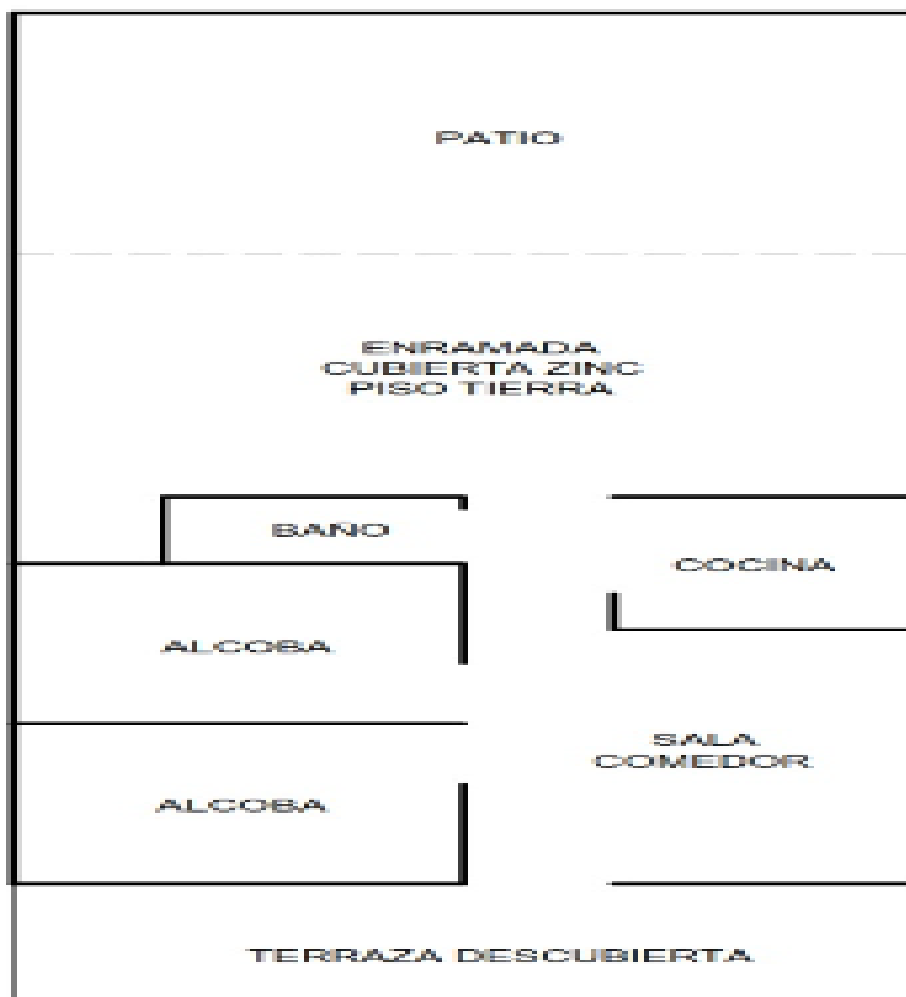 PATIO
ENRAMADA
CUBIERTA ZINC
PISO TIERRA
BAÑO
COCINA
ALCOBA
SALA
COMEDOR
ALCOBA
TERRAZA DESCUBIERTA